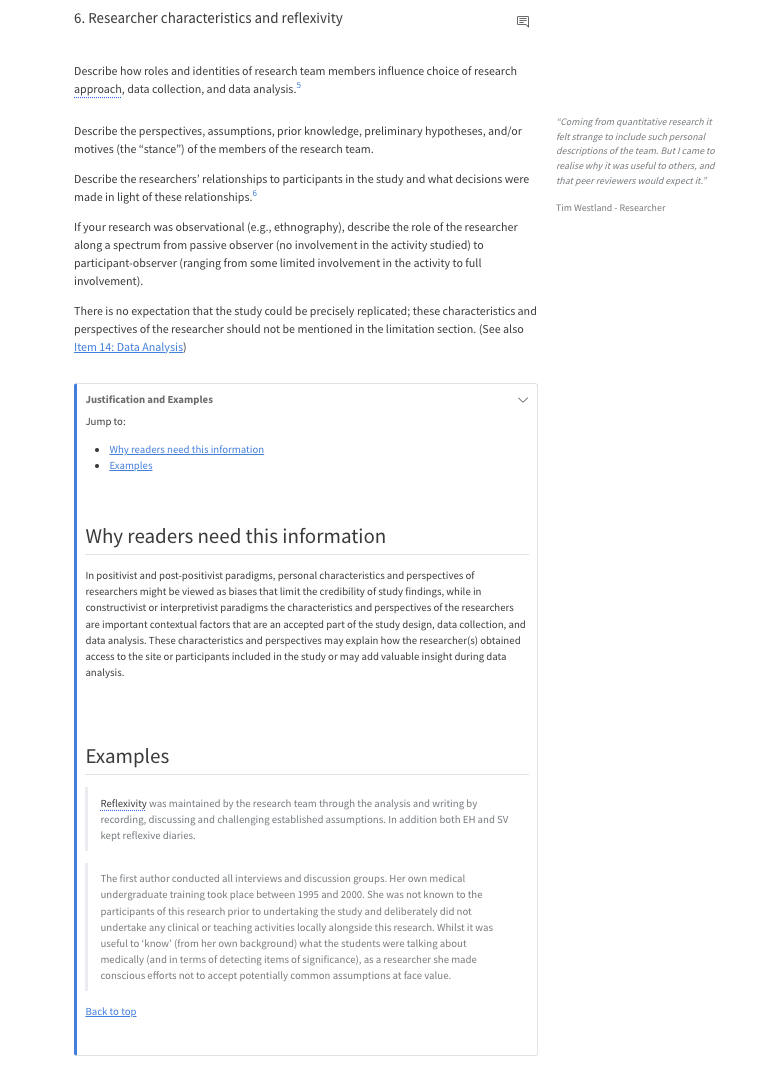 6. Researcher characteristics and reflexivity
Describe how roles and identities of research team members influence choice of research
approach, data collection, and data analysis.5
Describe the perspectives, assumptions, prior knowledge, preliminary hypotheses, and/or
motives (the “stance”) of the members of the research team.
Describe the researchers’ relationships to participants in the study and what decisions were
made in light of these relationships.6
If your research was observational (e.g., ethnography), describe the role of the researcher
along a spectrum from passive observer (no involvement in the activity studied) to
participant-observer (ranging from some limited involvement in the activity to full
involvement).
There is no expectation that the study could be precisely replicated; these characteristics and
perspectives of the researcher should not be mentioned in the limitation section. (See also
Item 14: Data Analysis)
“Coming from quantitative research it
felt strange to include such personal
descriptions of the team. But I came to
realise why it was useful to others, and
that peer reviewers would expect it.”
Tim Westland - Researcher
Justification and Examples
Jump to:
• Why readers need this information
• Examples
Why readers need this information
In positivist and post-positivist paradigms, personal characteristics and perspectives of
researchers might be viewed as biases that limit the credibility of study findings, while in
constructivist or interpretivist paradigms the characteristics and perspectives of the researchers
are important contextual factors that are an accepted part of the study design, data collection, and
data analysis. These characteristics and perspectives may explain how the researcher(s) obtained
access to the site or participants included in the study or may add valuable insight during data
analysis.
Examples
Reflexivity was maintained by the research team through the analysis and writing by
recording, discussing and challenging established assumptions. In addition both EH and SV
kept reflexive diaries.
The first author conducted all interviews and discussion groups. Her own medical
undergraduate training took place between 1995 and 2000. She was not known to the
participants of this research prior to undertaking the study and deliberately did not
undertake any clinical or teaching activities locally alongside this research. Whilst it was
useful to ‘know’ (from her own background) what the students were talking about
medically (and in terms of detecting items of significance), as a researcher she made
conscious efforts not to accept potentially common assumptions at face value.
Back to top